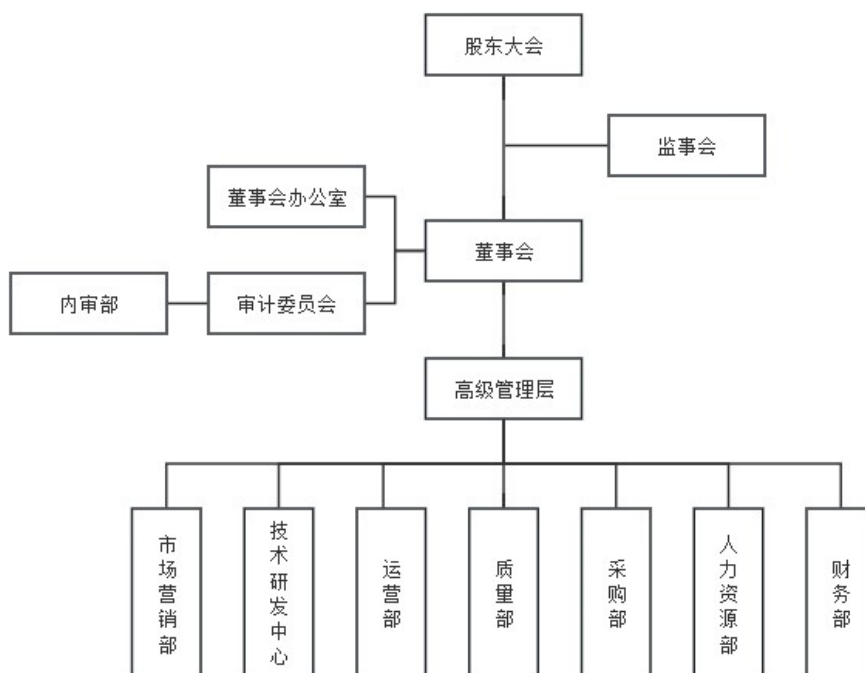 股东大会
监事会
董事会办公室
董事会
内审部
审计委员会
高级管理层
市场营销部
技术研发中心
运营部
质量部
采购部
人力资源部
财务部